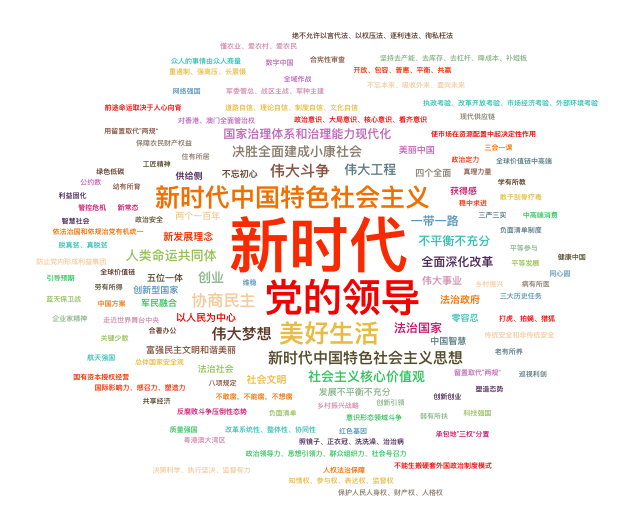 绝不允许以言代法、以权压法、逐利违法、徇私枉法
懂农业、爱农村、爱农民
众人的事情由众人商量
合宪性审查
坚持去产能、去库存、去杠杆、降成本、补短板
数字中国
重遏制、强高压、长震慑
开放、包容、普惠、平衡、共赢
全域作战
网络强国
军委管总、战区主战、军种主建
不忘本来、吸收外来、面向未来
前途命运取决于人心向背
道路自信、理论自信、制度自信、文化自信
执政考验、改革开放考验、市场经济考验、外部环境考验
对香港、澳门全面管治权
政治意识、大局意识、核心意识、看齐意识
现代供应链
用留置取代"两规"
国家治理体系和治理能力现代化
使市场在资源配置中起决定性作用
保障农民财产权益
决胜全面建成小康社会
美丽中国
三会一课
住有所居
政治定力
全球价值链中高端
工匠精神
伟大斗争
伟大工程
绿色低碳
供给侧
不忘初心
四个全面
真理力量
公约数
幼有所育
获得感
学有所教
利益固化
新时代中国特色社会主义
稳中求进
敢于刮骨疗毒
管控危机
新常态
两个一百年
新时代
一带一路
三严三实
中高端消费
智慧社会
政治安全
依法治国和依规治党有机统一
新发展理念
不平衡不充分
负面清单制度
脱真贫、真脱贫
人类命运共同体
平等参与
防止党内形成利益集团
全面深化改革
平等发展
健康中国
全球价值链
五位一体
创业
维稳
党的领导
伟大事业
同心圆
引导预期
劳有所得
创新型国家
乡村振兴
病有所医
蓝天保卫战
中国方案
军民融合
协商民主
法治政府
三大历史任务
企业家精神
走近世界舞台中央
以人民为中心
零容忍
打虎、拍蝇、猎狐
合署办公
伟大梦想
美好生活
法治国家
关键少数
中国智慧
传统安全和非传统安全
富强民主文明和谐美丽
新时代中国特色社会主义思想
老有所养
航天强国
总体国家安全观
法治社会
国有资本授权经营
八项规定
社会文明
社会主义核心价值观
留置取代"两规"
巡视利剑
国际影响力、感召力、塑造力
发展不平衡不充分
塑造态势
共享经济
不敢腐、不能腐、不想腐
创新创业
反腐败斗争压倒性态势
负面清单
乡村振兴战略
创新引领
弱有所扶
科技强国
意识形态领域斗争
质量强国
改革系统性、整体性、协同性
红色基因
承包地"三权"分置
粤港澳大湾区
照镜子、正衣冠、洗洗澡、治治病
政治领导力、思想引领力、群众组织力、社会号召力
决策科学、执行坚决、监督有力
人权法治保障
不能生搬硬套外国政治制度模式
知情权、参与权、表达权、监督权
保护人民人身权、财产权、人格权